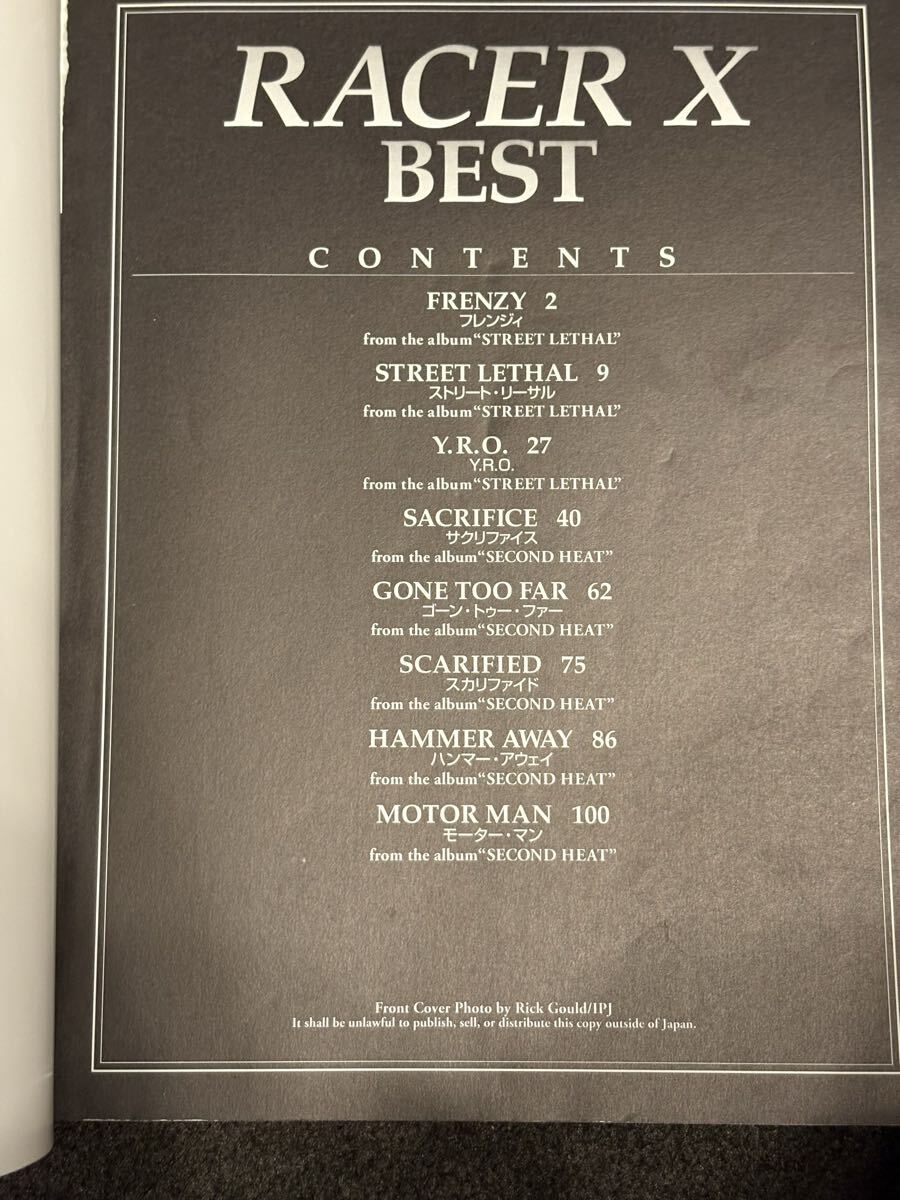 RACER X
BEST
CONTENTS
FRENZY 2
フレンジィ
from the album “STREET LETHAL”
STREET LETHAL 9
ストリート・リーサル
from the album “STREET LETHAL”
Y.R.O. 27
Y.R.O.
from the album “STREET LETHAL”
SACRIFICE 40
サクリファイス
from the album “SECOND HEAT”
GONE TOO FAR 62
ゴーン・トゥー・ファー
from the album “SECOND HEAT”
SCARIFIED 75
スカリファイド
from the album “SECOND HEAT”
HAMMER AWAY 86
ハンマー・アウェイ
from the album “SECOND HEAT”
MOTOR MAN 100
モーター・マン
from the album “SECOND HEAT”
Front Cover Photo by Rick Gould/IPJ
It shall be unlawful to publish, sell, or distribute this copy outside of Japan.